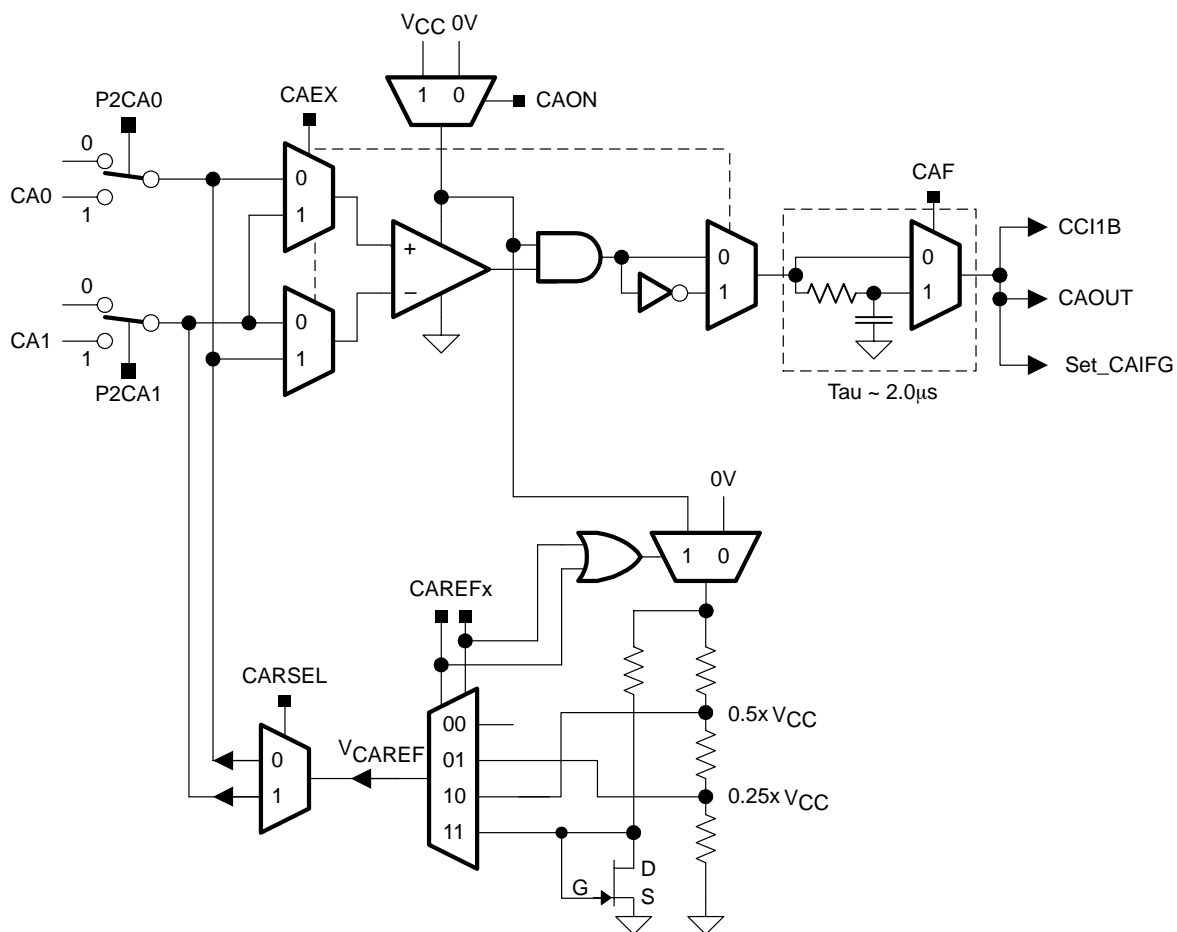 VCC 0V
1 0
CAON
P2CA0
0
CA0
1
CAEX
0
1
+
−
0
1
P2CA1
0
CA1
1
0
1
CAF
0
1
Tau ~ 2.0μs
CCI1B
CAOUT
Set_CAIFG
0V
1 0
CAREFx
CARSEL
0
1
VCAREF
00
01
10
11
0.5x VCC
0.25x VCC
G
D
S